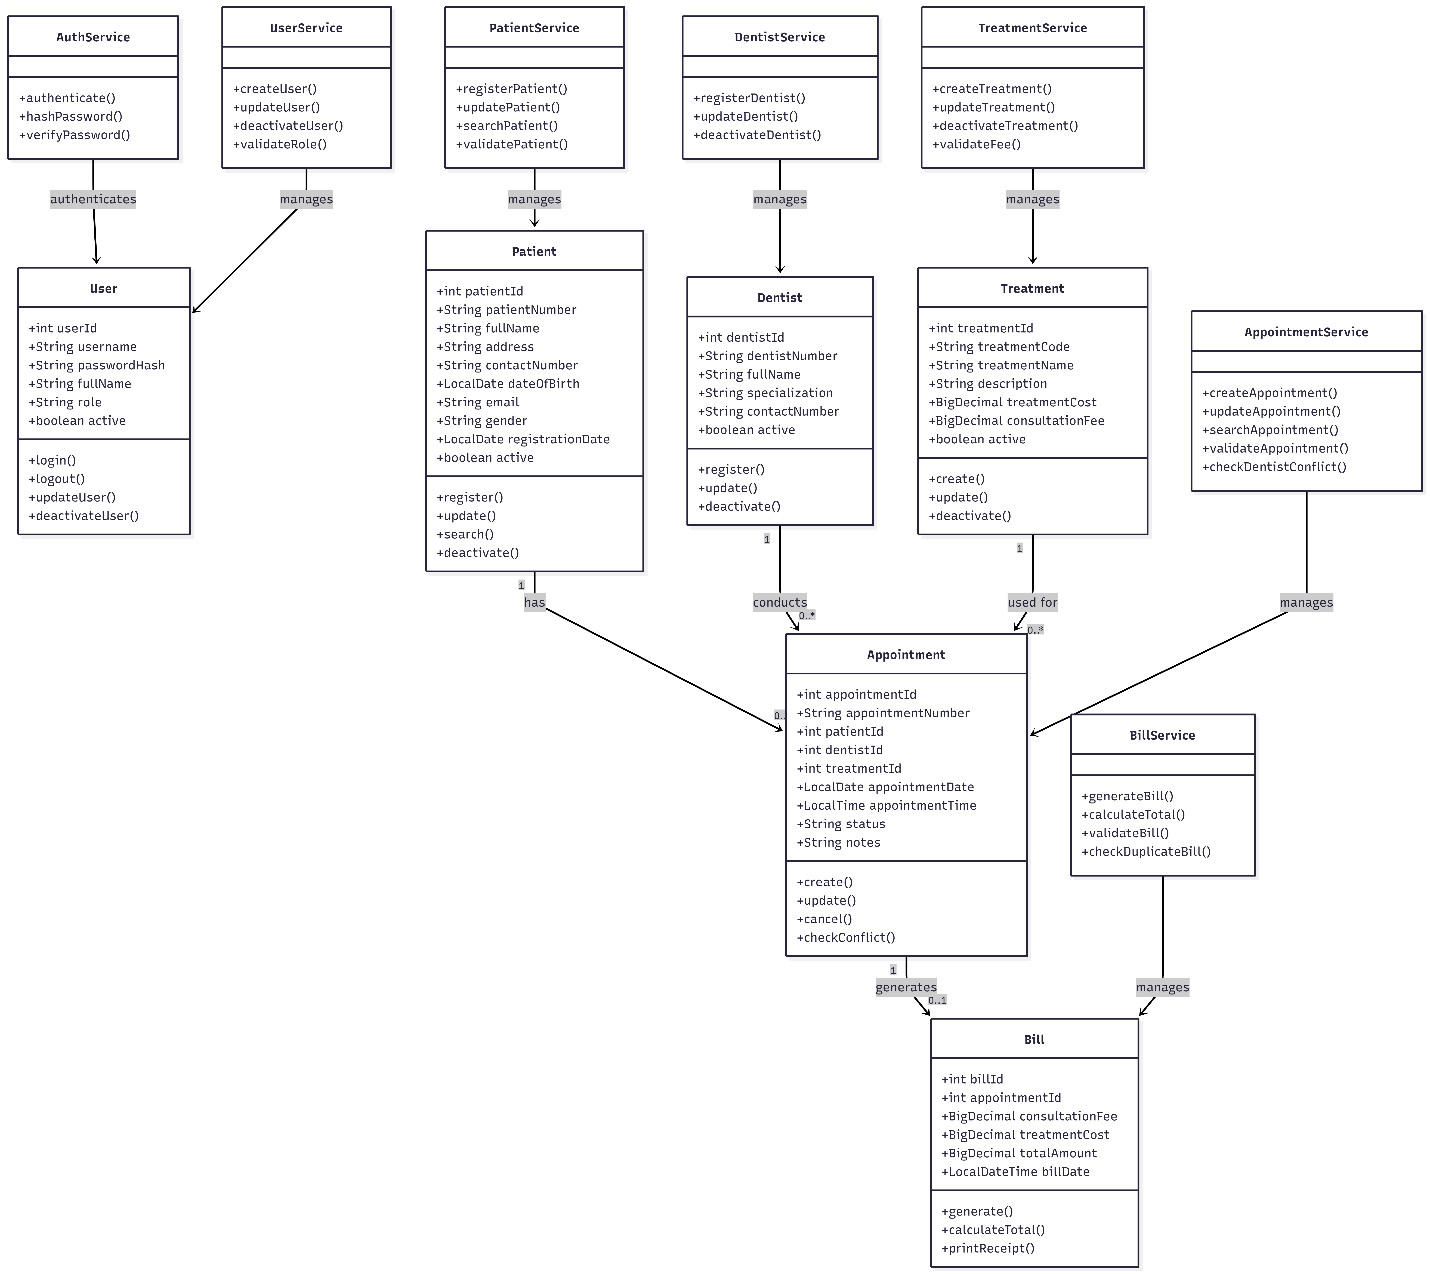 AuthService
+authenticate()
+hashPassword()
+verifyPassword()
UserService
+createUser()
+updateUser()
+deactivateUser()
+validateRole()
PatientService
+registerPatient()
+updatePatient()
+searchPatient()
+validatePatient()
DentistService
+registerDentist()
+updateDentist()
+deactivateDentist()
TreatmentService
+createTreatment()
+updateTreatment()
+deactivateTreatment()
+validateFee()
authenticates
manages
manages
manages
manages
User
+int userId
+String username
+String passwordHash
+String fullName
+String role
+boolean active
+login()
+logout()
+updateUser()
+deactivateUser()
Patient
+int patientId
+String patientNumber
+String fullName
+String address
+String contactNumber
+LocalDate dateOfBirth
+String email
+String gender
+LocalDate registrationDate
+boolean active
+register()
+update()
+search()
+deactivate()
Dentist
+int dentistId
+String dentistNumber
+String fullName
+String specialization
+String contactNumber
+boolean active
+register()
+update()
+deactivate()
Treatment
+int treatmentId
+String treatmentCode
+String treatmentName
+String description
+BigDecimal treatmentCost
+BigDecimal consultationFee
+boolean active
+create()
+update()
+deactivate()
AppointmentService
+createAppointment()
+updateAppointment()
+searchAppointment()
+validateAppointment()
+checkDentistConflict()
1
has
0..
1
conducts
0..*
1
used for
0..*
manages
Appointment
+int appointmentId
+String appointmentNumber
+int patientId
+int dentistId
+int treatmentId
+LocalDate appointmentDate
+LocalTime appointmentTime
+String status
+String notes
+create()
+update()
+cancel()
+checkConflict()
BillService
+generateBill()
+calculateTotal()
+validateBill()
+checkDuplicateBill()
1
generates
0..1
manages
Bill
+int billId
+int appointmentId
+BigDecimal consultationFee
+BigDecimal treatmentCost
+BigDecimal totalAmount
+LocalDateTime billDate
+generate()
+calculateTotal()
+printReceipt()